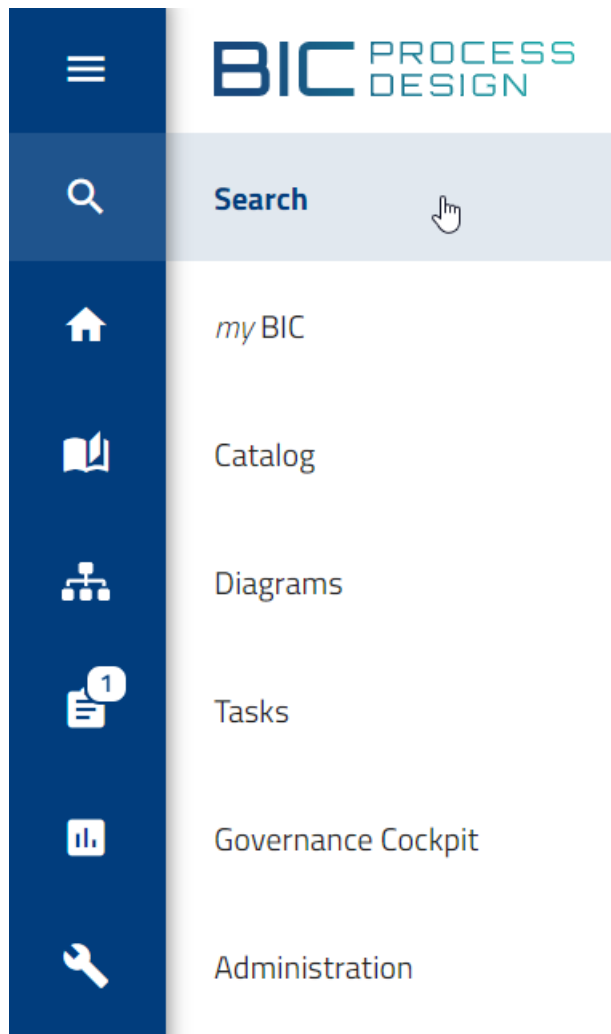 BIC PROCESS
DESIGN
Search
my BIC
Catalog
Diagrams
1
Tasks
Governance Cockpit
Administration